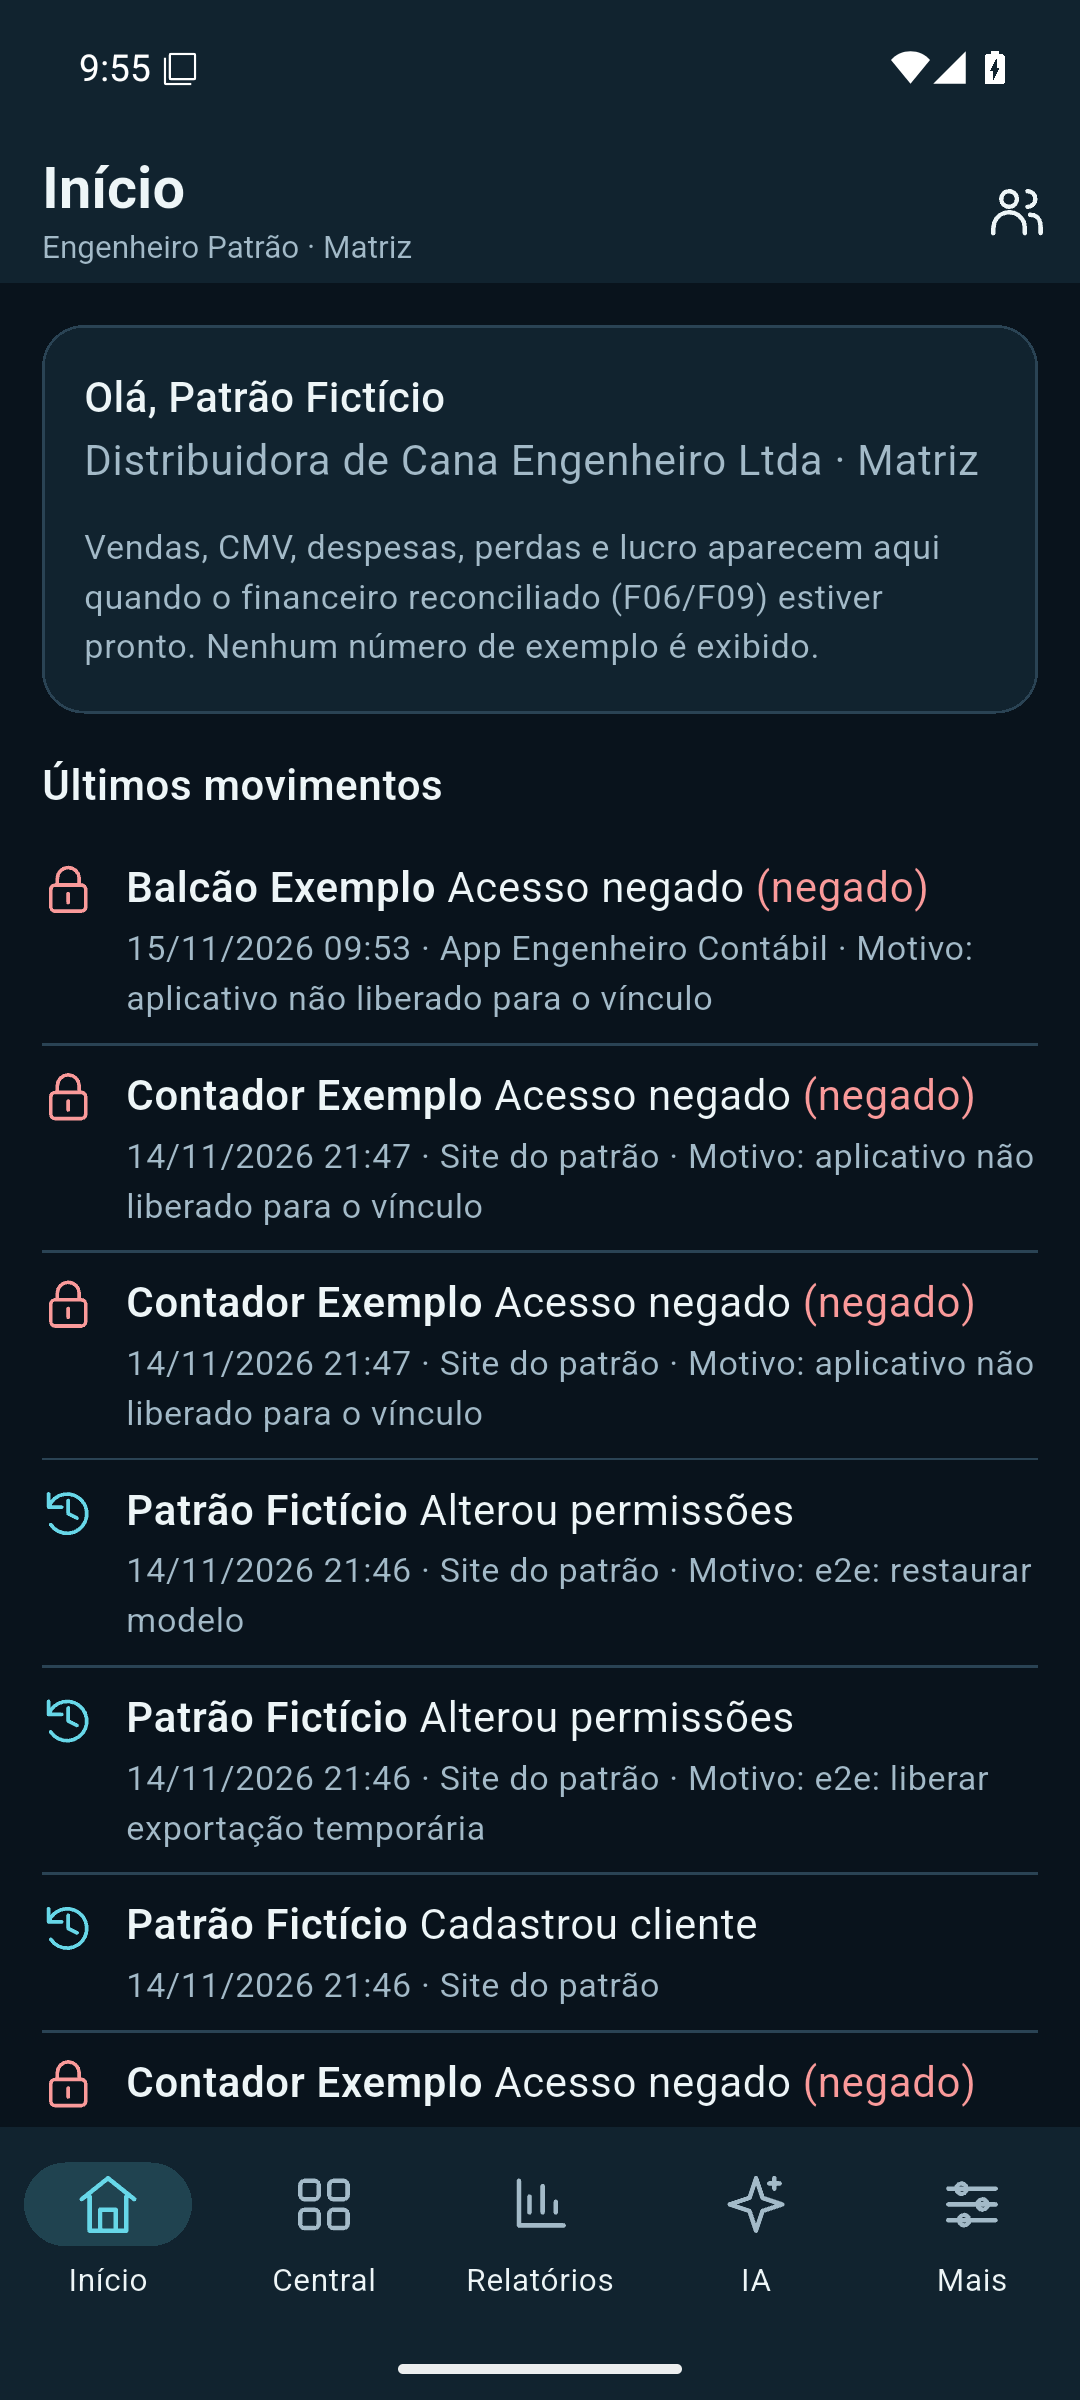 9:55
Início
Engenheiro Patrão · Matriz
Olá, Patrão Fictício
Distribuidora de Cana Engenheiro Ltda · Matriz
Vendas, CMV, despesas, perdas e lucro aparecem aqui
quando o financeiro reconciliado (F06/F09) estiver
pronto. Nenhum número de exemplo é exibido.
Últimos movimentos
Balcão Exemplo Acesso negado (negado)
15/11/2026 09:53 · App Engenheiro Contábil · Motivo:
aplicativo não liberado para o vínculo
Contador Exemplo Acesso negado (negado)
14/11/2026 21:47 · Site do patrão · Motivo: aplicativo não
liberado para o vínculo
Contador Exemplo Acesso negado (negado)
14/11/2026 21:47 · Site do patrão · Motivo: aplicativo não
liberado para o vínculo
Patrão Fictício Alterou permissões
14/11/2026 21:46 · Site do patrão · Motivo: e2e: restaurar
modelo
Patrão Fictício Alterou permissões
14/11/2026 21:46 · Site do patrão · Motivo: e2e: liberar
exportação temporária
Patrão Fictício Cadastrou cliente
14/11/2026 21:46 · Site do patrão
Contador Exemplo Acesso negado (negado)
Início
Central
Relatórios
IA
Mais